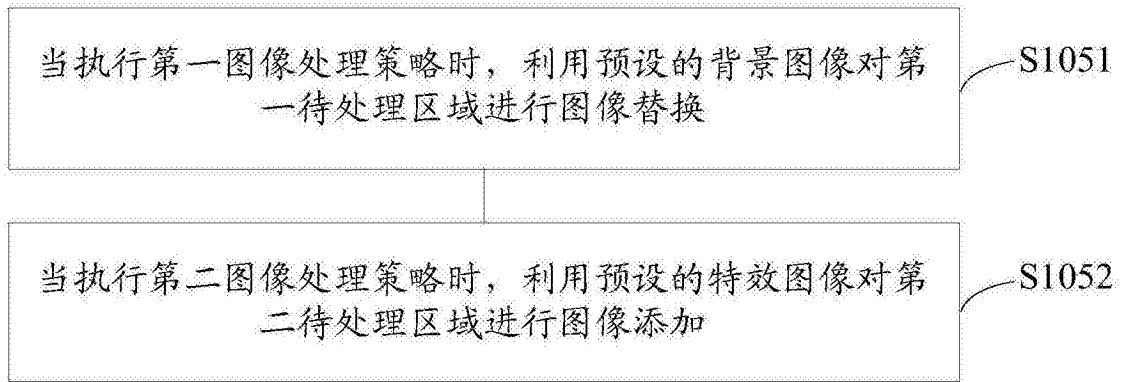 当执行第一图像处理策略时，利用预设的背景图像对第
一待处理区域进行图像替换
S1051
当执行第二图像处理策略时，利用预设的特效图像对第
二待处理区域进行图像添加
S1052